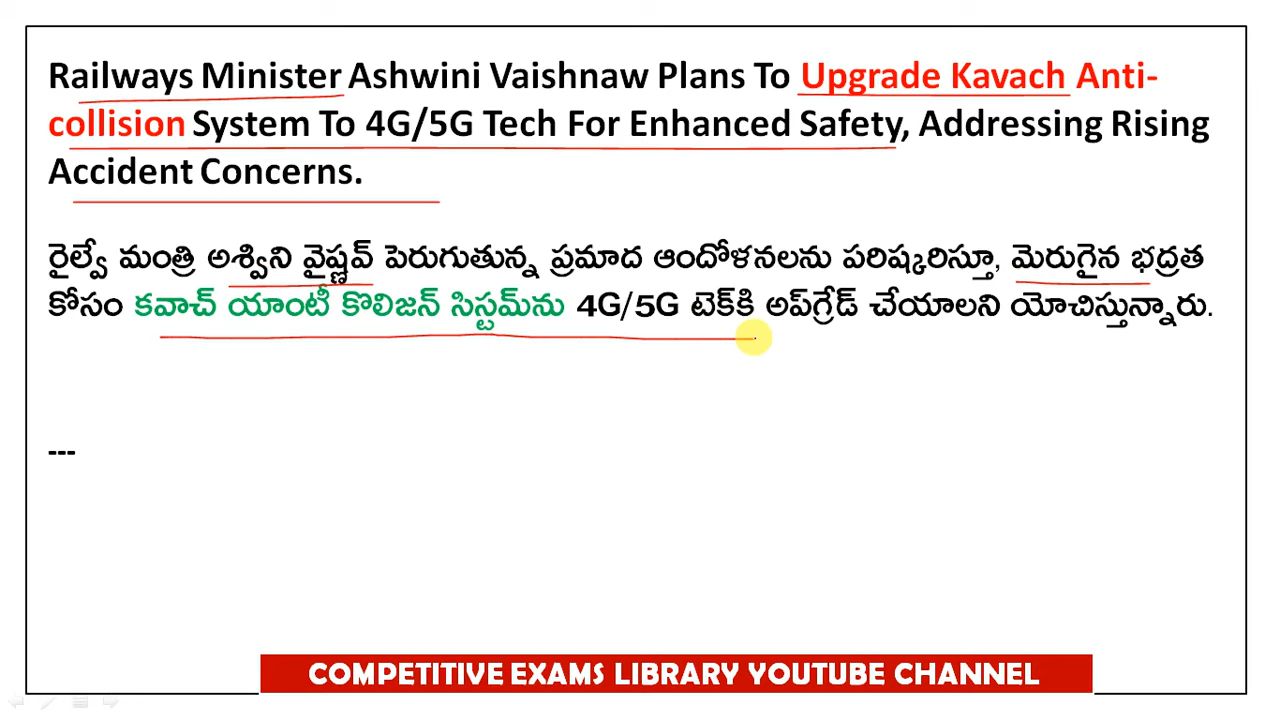 Railways Minister Ashwini Vaishnaw Plans To Upgrade Kavach Anti-
collision System To 4G/5G Tech For Enhanced Safety, Addressing Rising
Accident Concerns.
రైల్వే మంత్రి అశ్విని వైష్ణవ్ పెరుగుతున్న ప్రమాద ఆందోళనలను పరిష్కరిస్తూ, మెరుగైన భద్రత
కోసం కవాచ్ యాంటీ కొలిజన్ సిస్టమ్‌ను 4G/5G టెక్‌కి అప్‌గ్రేడ్ చేయాలని యోచిస్తున్నారు.
---
COMPETITIVE EXAMS LIBRARY YOUTUBE CHANNEL